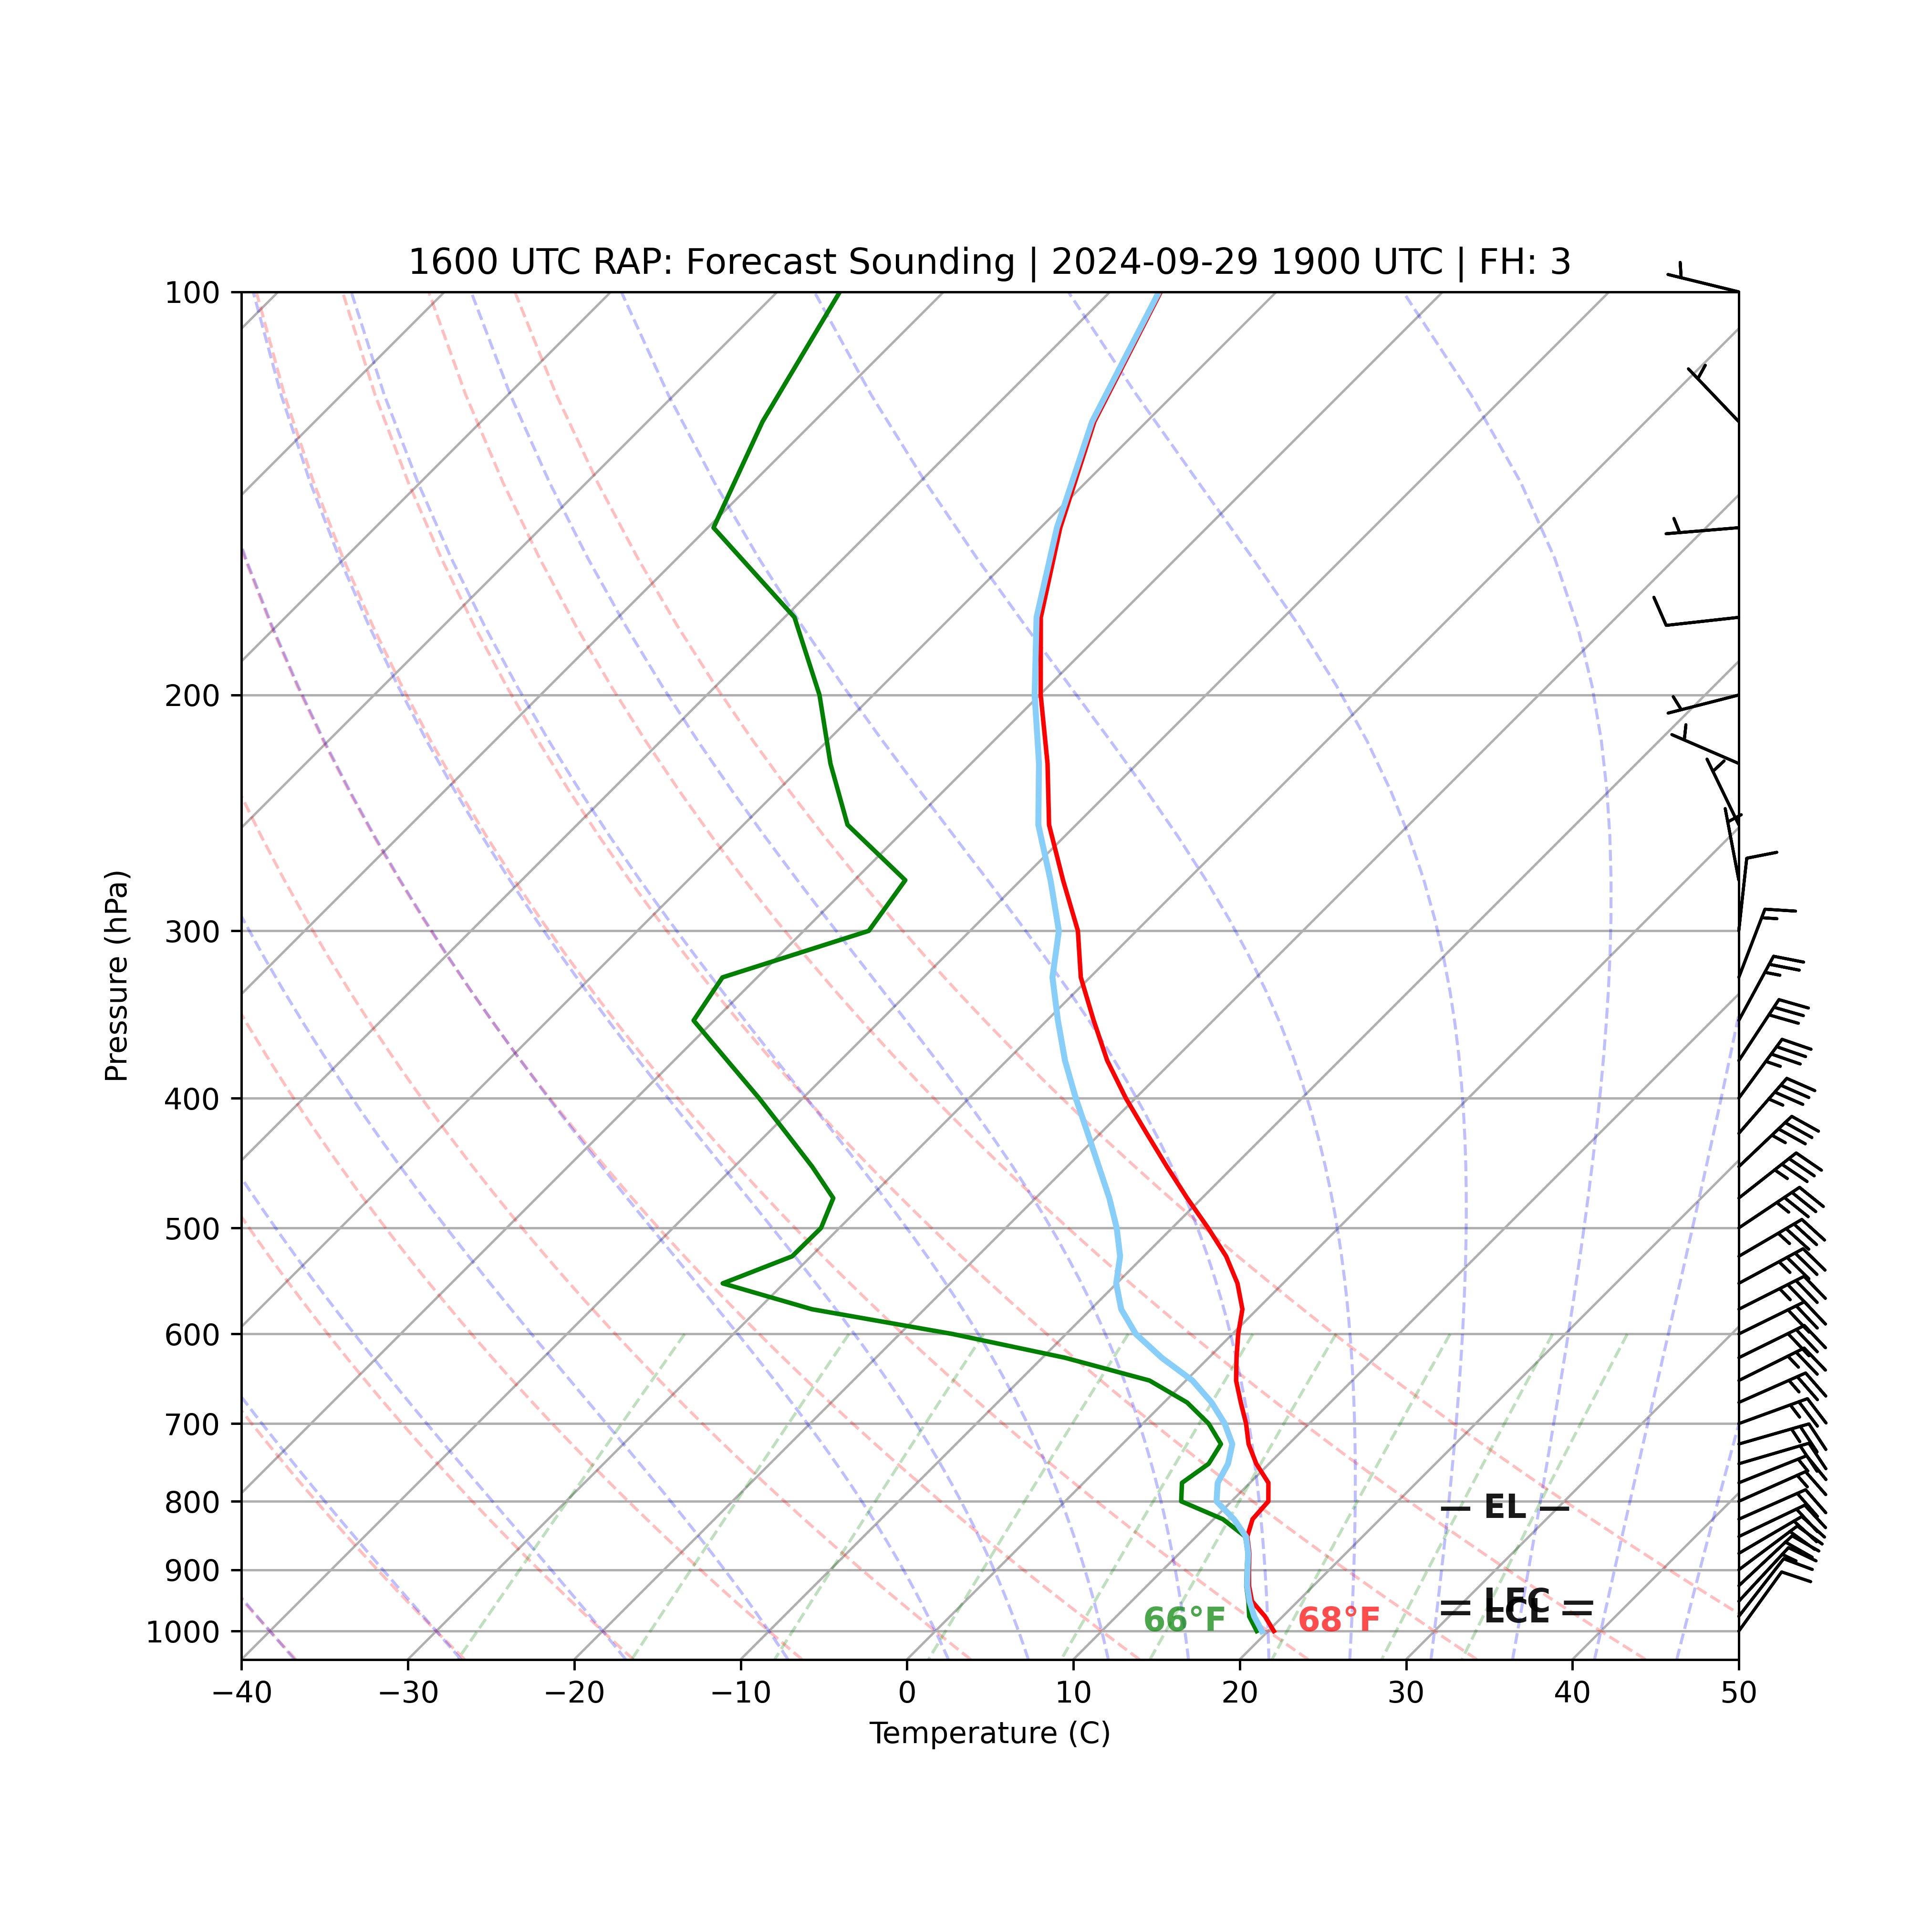 1600 UTC RAP: Forecast Sounding | 2024-09-29 1900 UTC | FH: 3
100
200
300
400
500
600
700
800
900
1000
Pressure (hPa)
— EL —
— LFC —
— LCL —
66°F
68°F
−40 −30 −20 −10 0 10 20 30 40 50
Temperature (C)